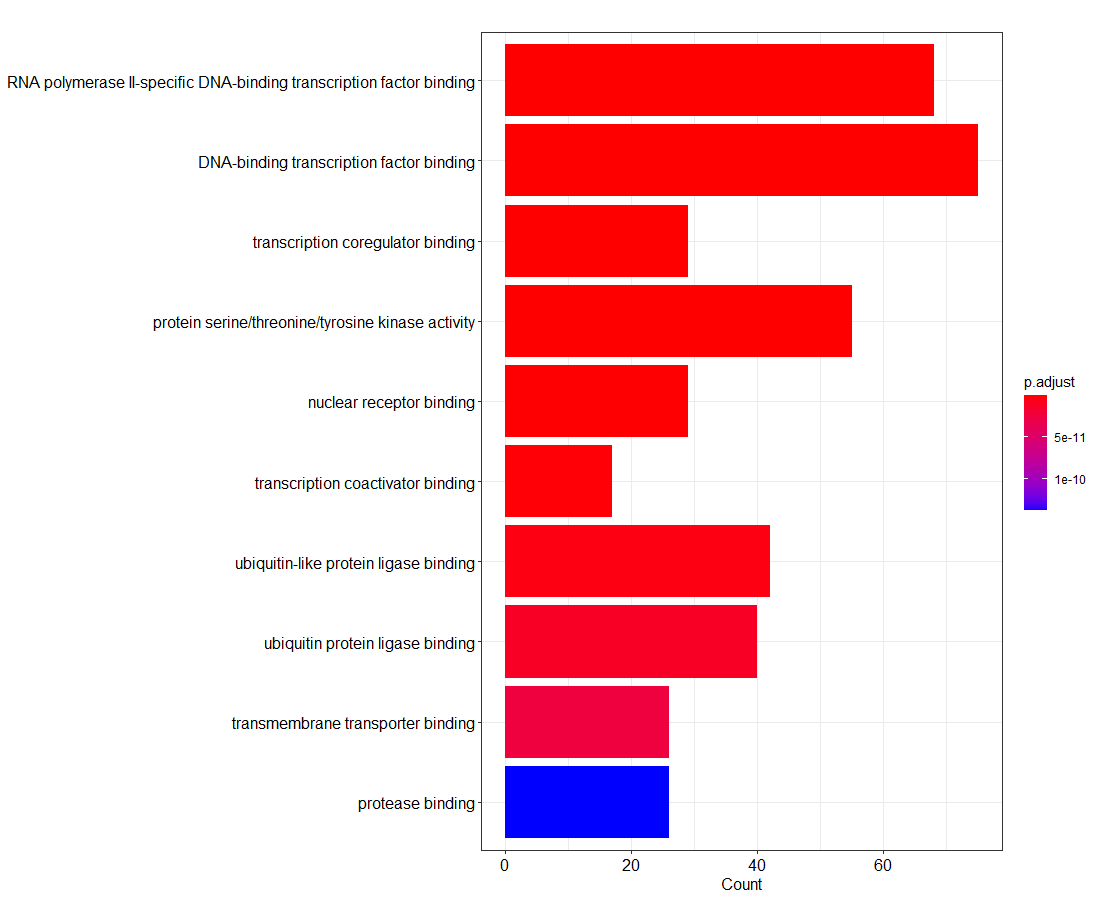 RNA polymerase II-specific DNA-binding transcription factor binding
DNA-binding transcription factor binding
transcription coregulator binding
protein serine/threonine/tyrosine kinase activity
nuclear receptor binding
transcription coactivator binding
ubiquitin-like protein ligase binding
ubiquitin protein ligase binding
transmembrane transporter binding
protease binding
0 20 40 60
Count
p.adjust
5e-11
1e-10